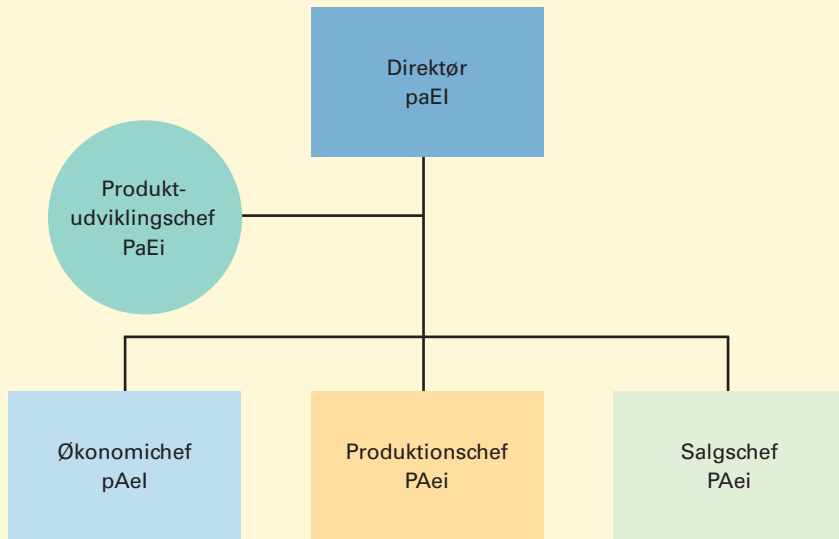 Direktør
paEI
Produkt-
udviklingschef
PaEi
Økonomichef
pAeI
Produktionschef
PAei
Salgschef
PAei